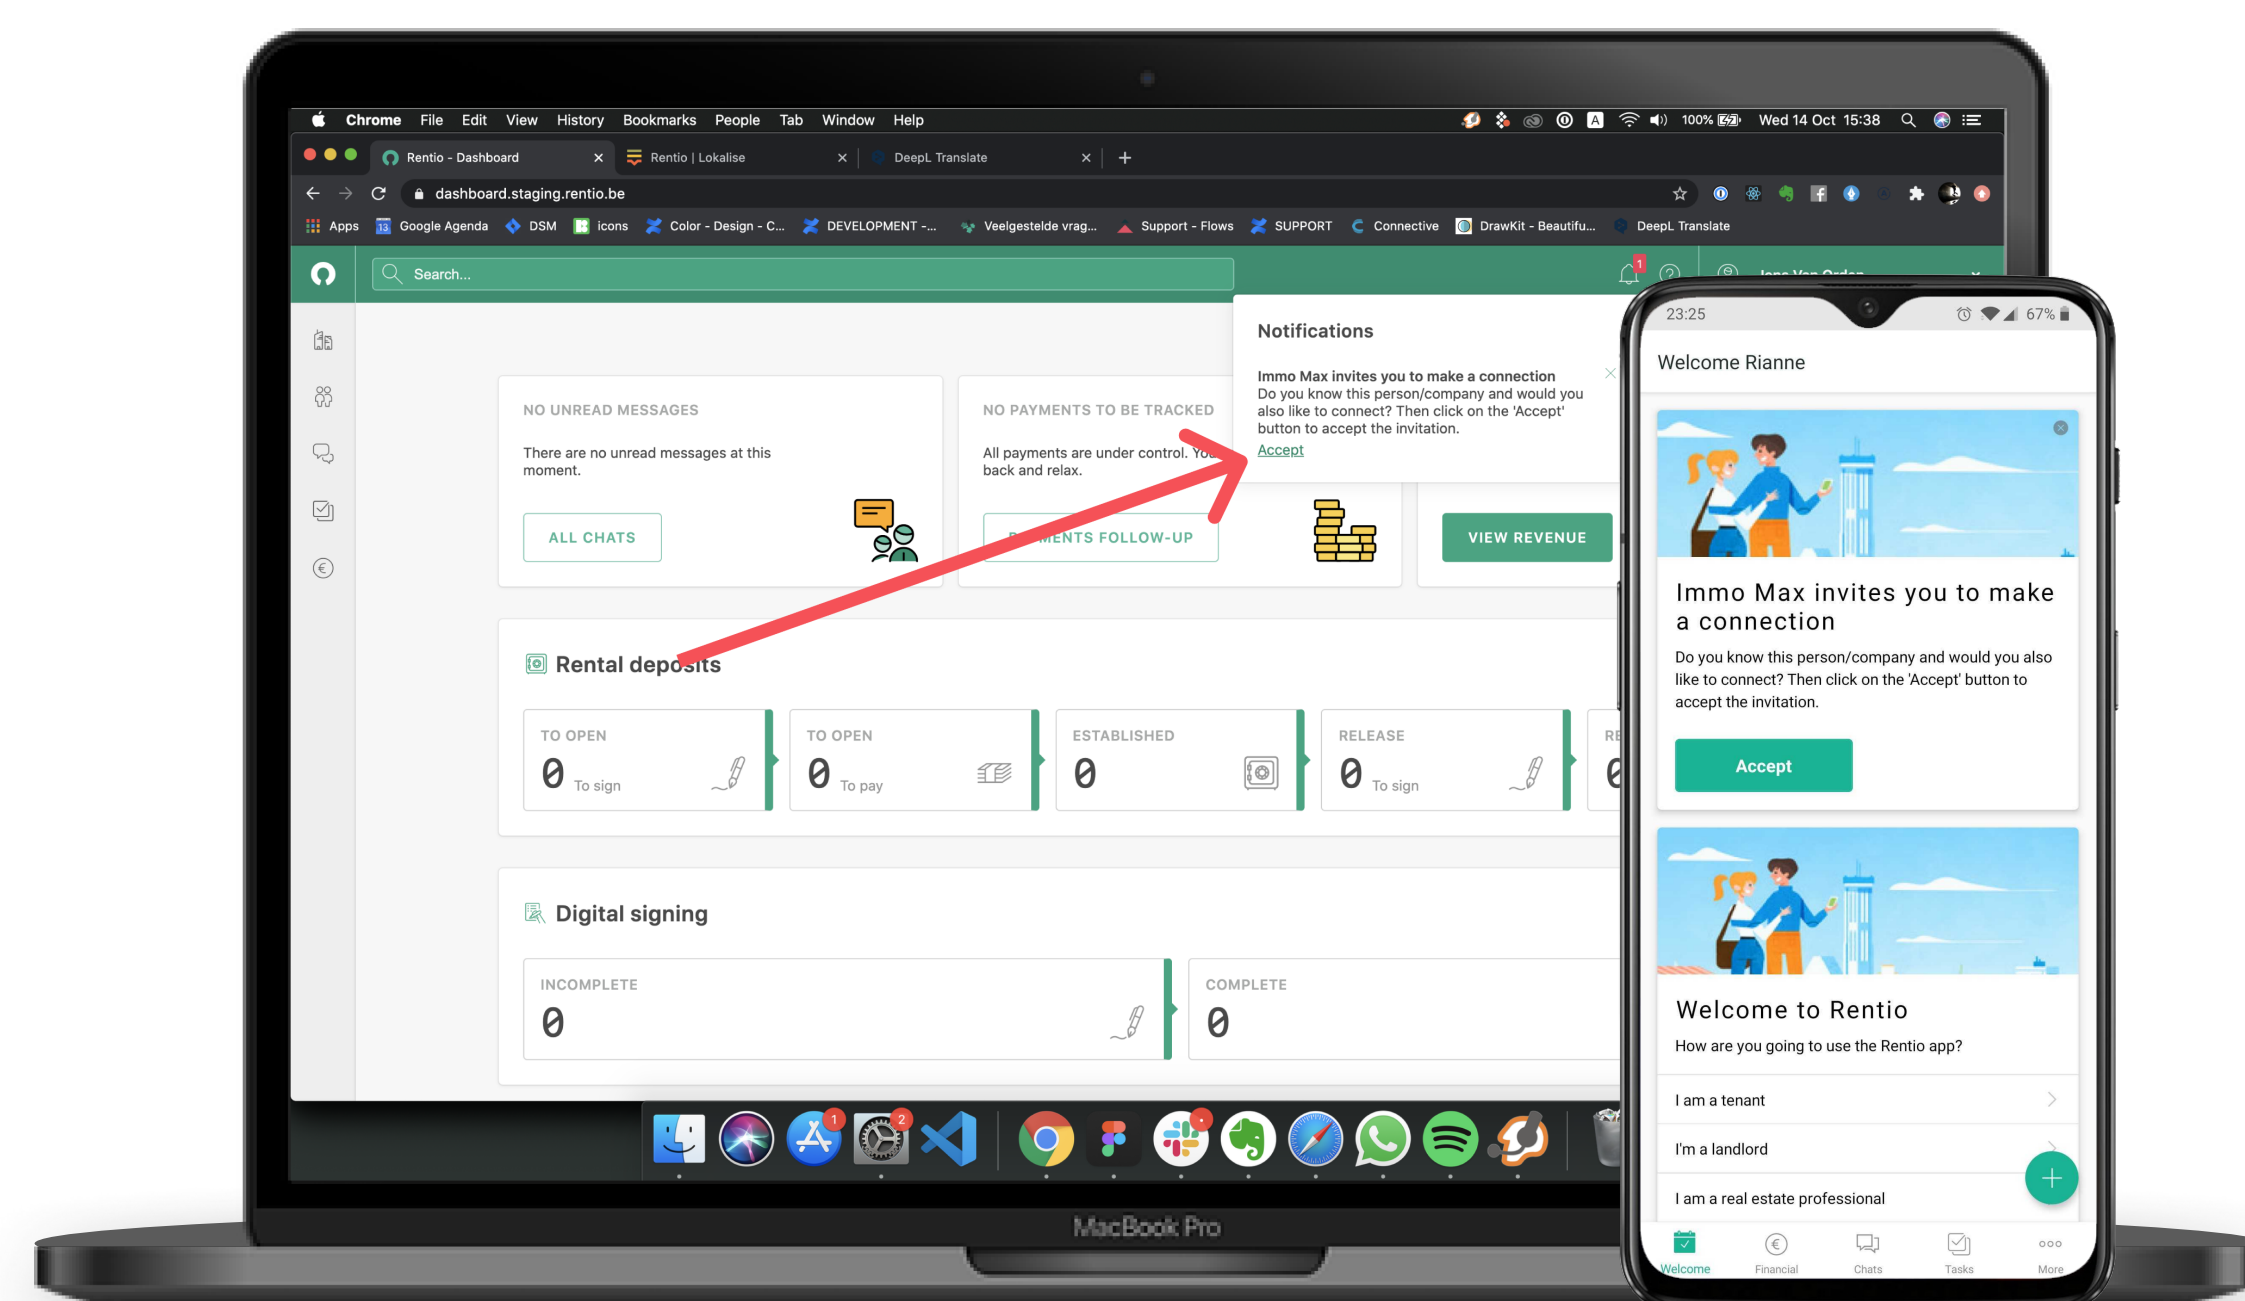 Chrome File Edit View History Bookmarks People Tab Window Help
100% Wed 14 Oct 15:38
Rentio - Dashboard
Rentio | Lokalise
DeepL Translate
dashboard.staging.rentio.be
Apps
13
Google Agenda
DSM
icons
Color - Design - C...
DEVELOPMENT -...
Veelgestelde vrag...
Support - Flows
SUPPORT
Connective
DrawKit - Beautifu...
DeepL Translate
Search...
1
Notifications
Immo Max invites you to make a connection
Do you know this person/company and would you
also like to connect? Then click on the 'Accept'
button to accept the invitation.
Accept
NO UNREAD MESSAGES
There are no unread messages at this
moment.
ALL CHATS
NO PAYMENTS TO BE TRACKED
All payments are under control.
back and relax.
FOLLOW-UP
VIEW REVENUE
Rental deposits
TO OPEN
0 To sign
TO OPEN
0 To pay
ESTABLISHED
0
RELEASE
0 To sign
Digital signing
INCOMPLETE
0
COMPLETE
0
1
2
MacBook Pro
23:25
67%
Welcome Rianne
Immo Max invites you to make
a connection
Do you know this person/company and would you also
like to connect? Then click on the 'Accept' button to
accept the invitation.
Accept
Welcome to Rentio
How are you going to use the Rentio app?
I am a tenant
I'm a landlord
I am a real estate professional
Welcome
Financial
Chats
Tasks
More